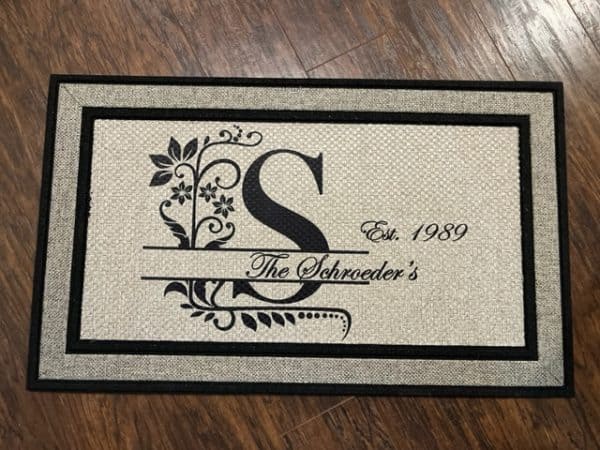 S
Est. 1989
The Schroeder's